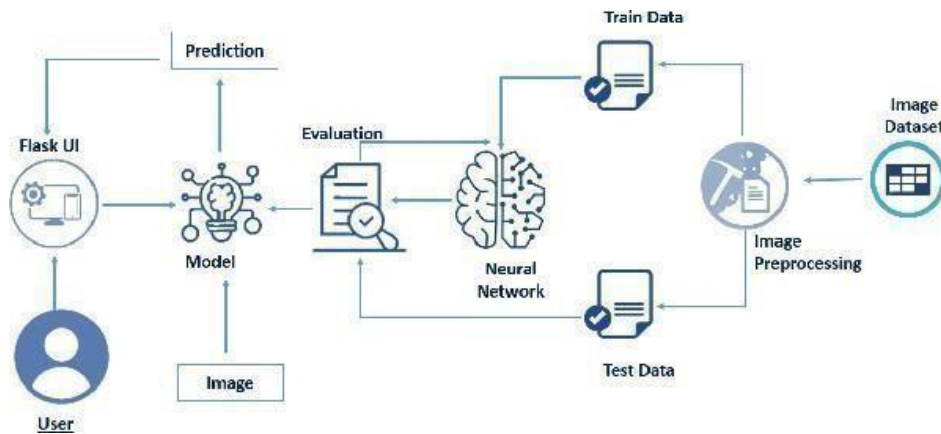 Train Data
Prediction
Image
Dataset
Evaluation
Flask UI
Image
Preprocessing
Model
Neural
Network
Test Data
Image
User